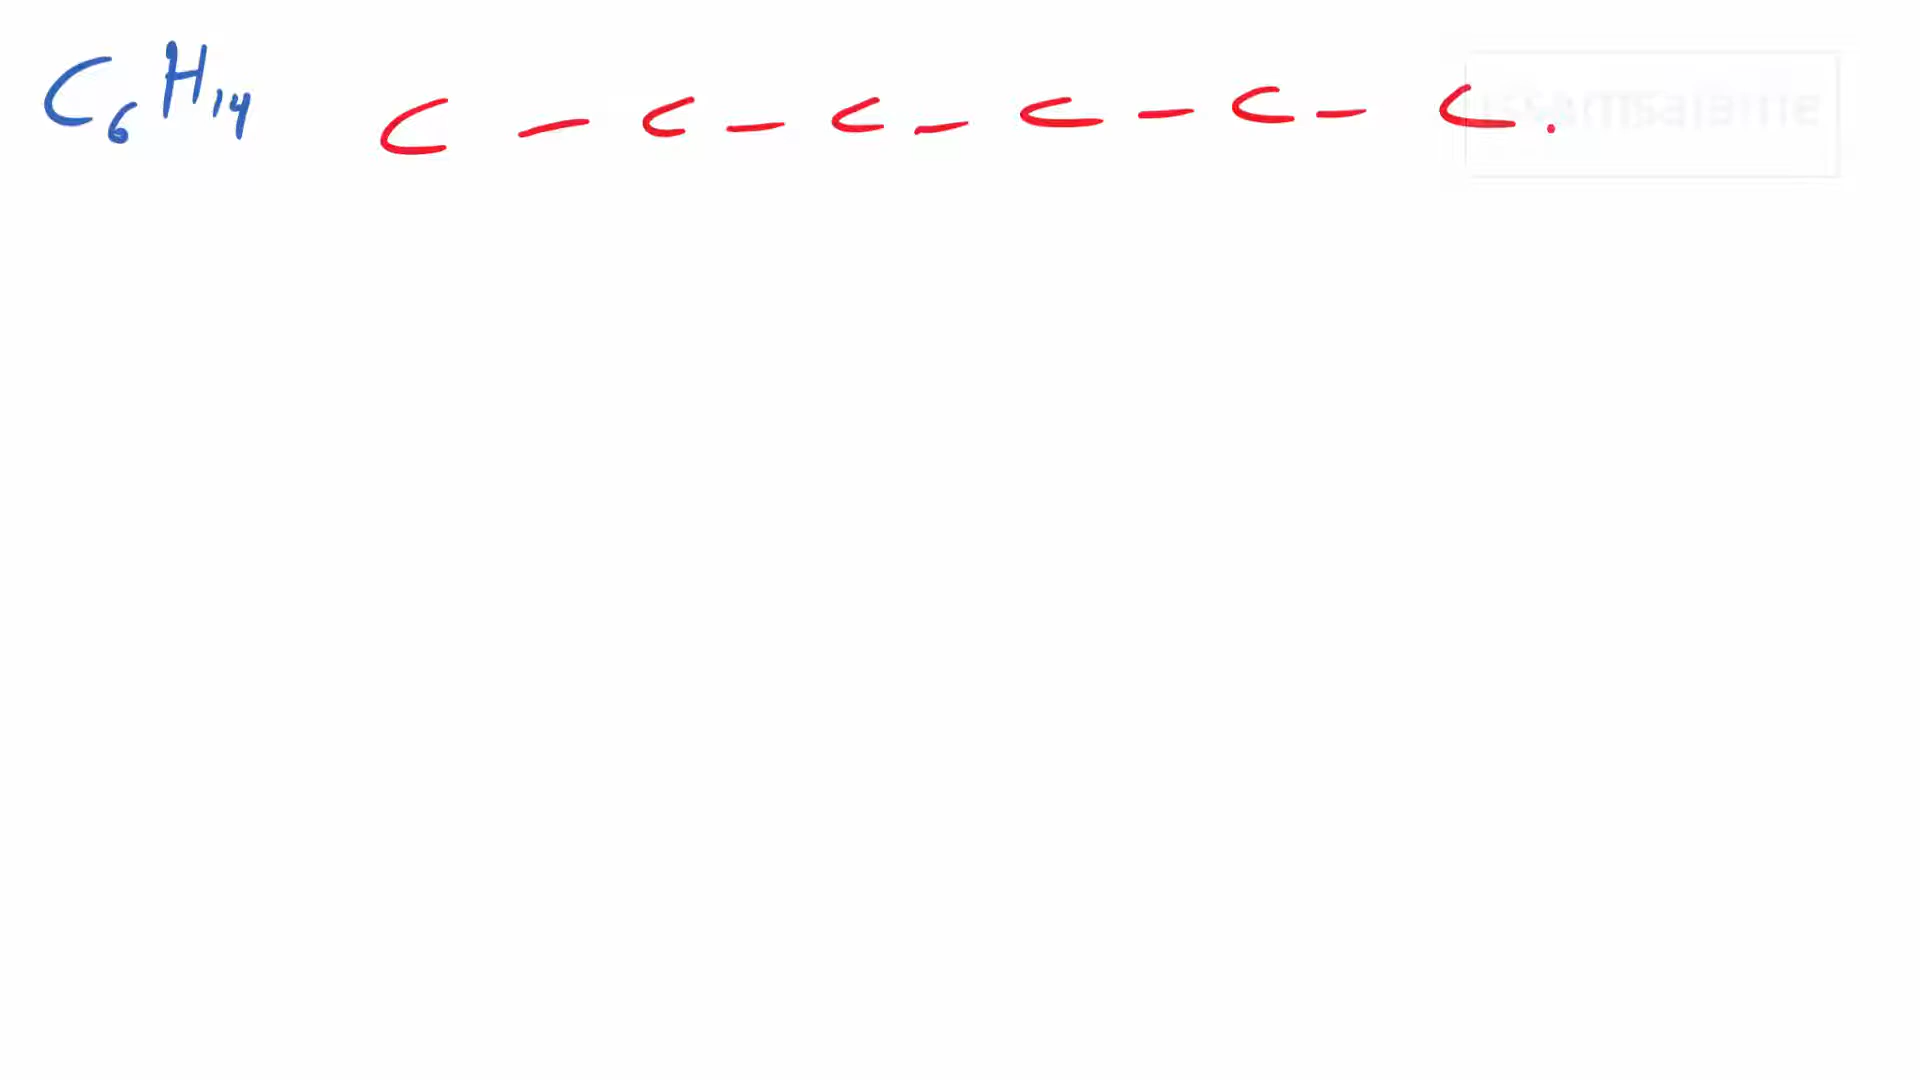 C₆H₁₄ C - C - C - C - C - C.